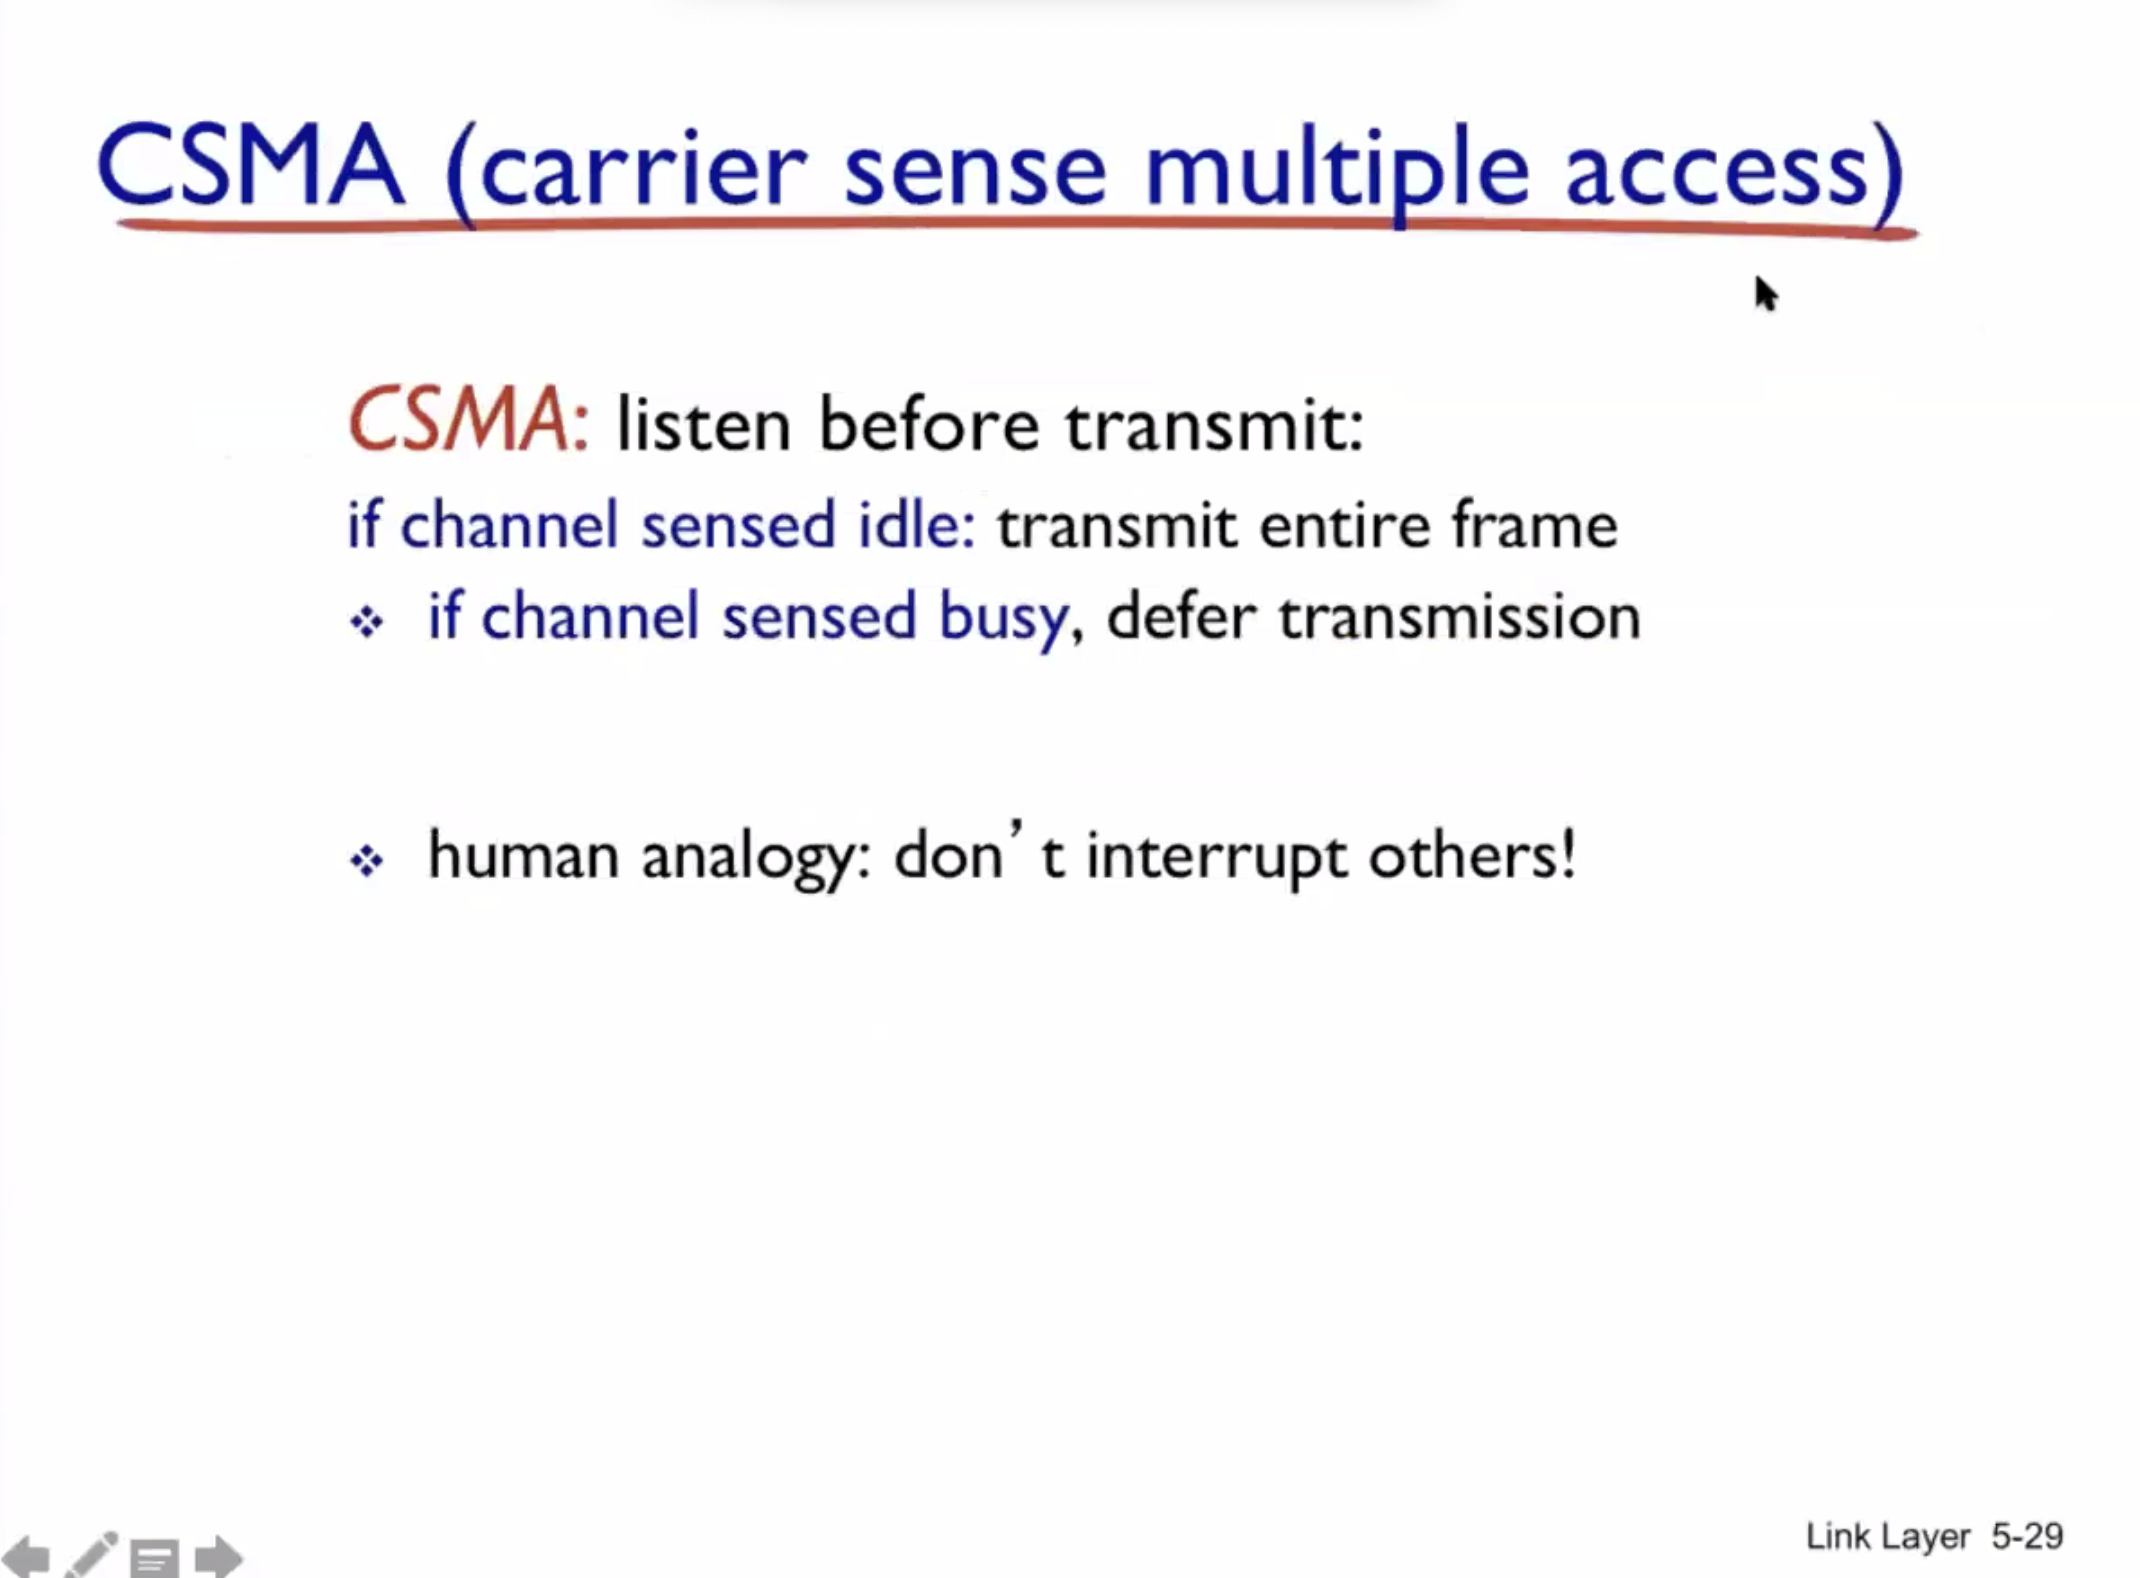 CSMA (carrier sense multiple access)
CSMA: listen before transmit:
if channel sensed idle: transmit entire frame
❖ if channel sensed busy, defer transmission
❖ human analogy: don’ t interrupt others!
Link Layer 5-29